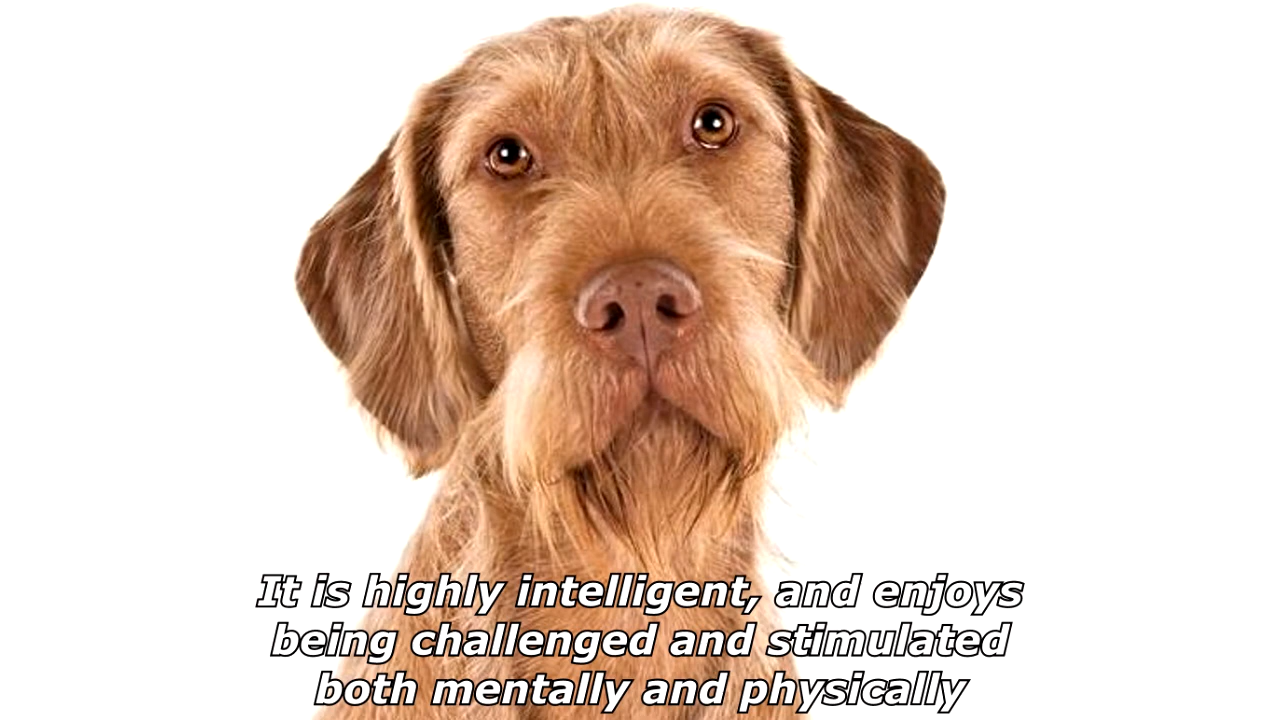 It is highly intelligent, and enjoys
being challenged and stimulated
both mentally and physically